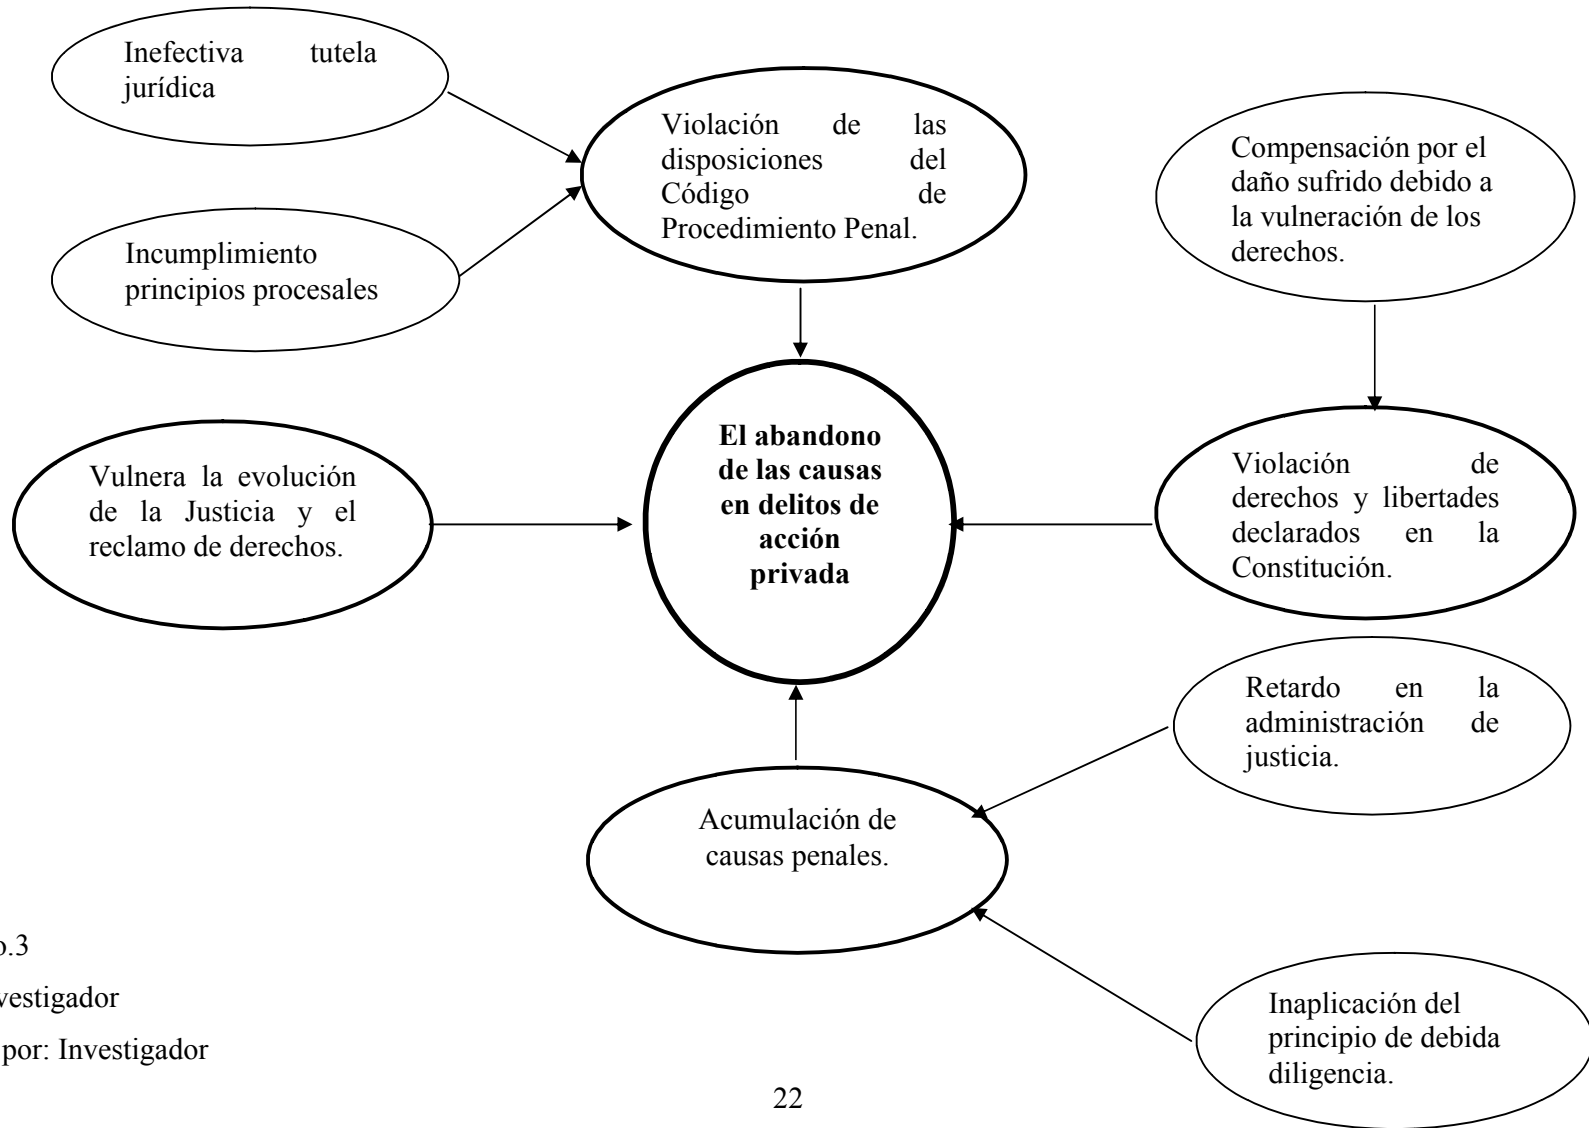 Inefectiva tutela
jurídica
Violación de las
disposiciones del
Código de
Procedimiento Penal.
Compensación por el
daño sufrido debido a
la vulneración de los
derechos.
Incumplimiento
principios procesales
Vulnera la evolución
de la Justicia y el
reclamo de derechos.
El abandono
de las causas
en delitos de
acción
privada
Violación de
derechos y libertades
declarados en la
Constitución.
Retardo en la
administración de
justicia.
Acumulación de
causas penales.
Inaplicación del
principio de debida
diligencia.
o.3
vestigador
por: Investigador
22